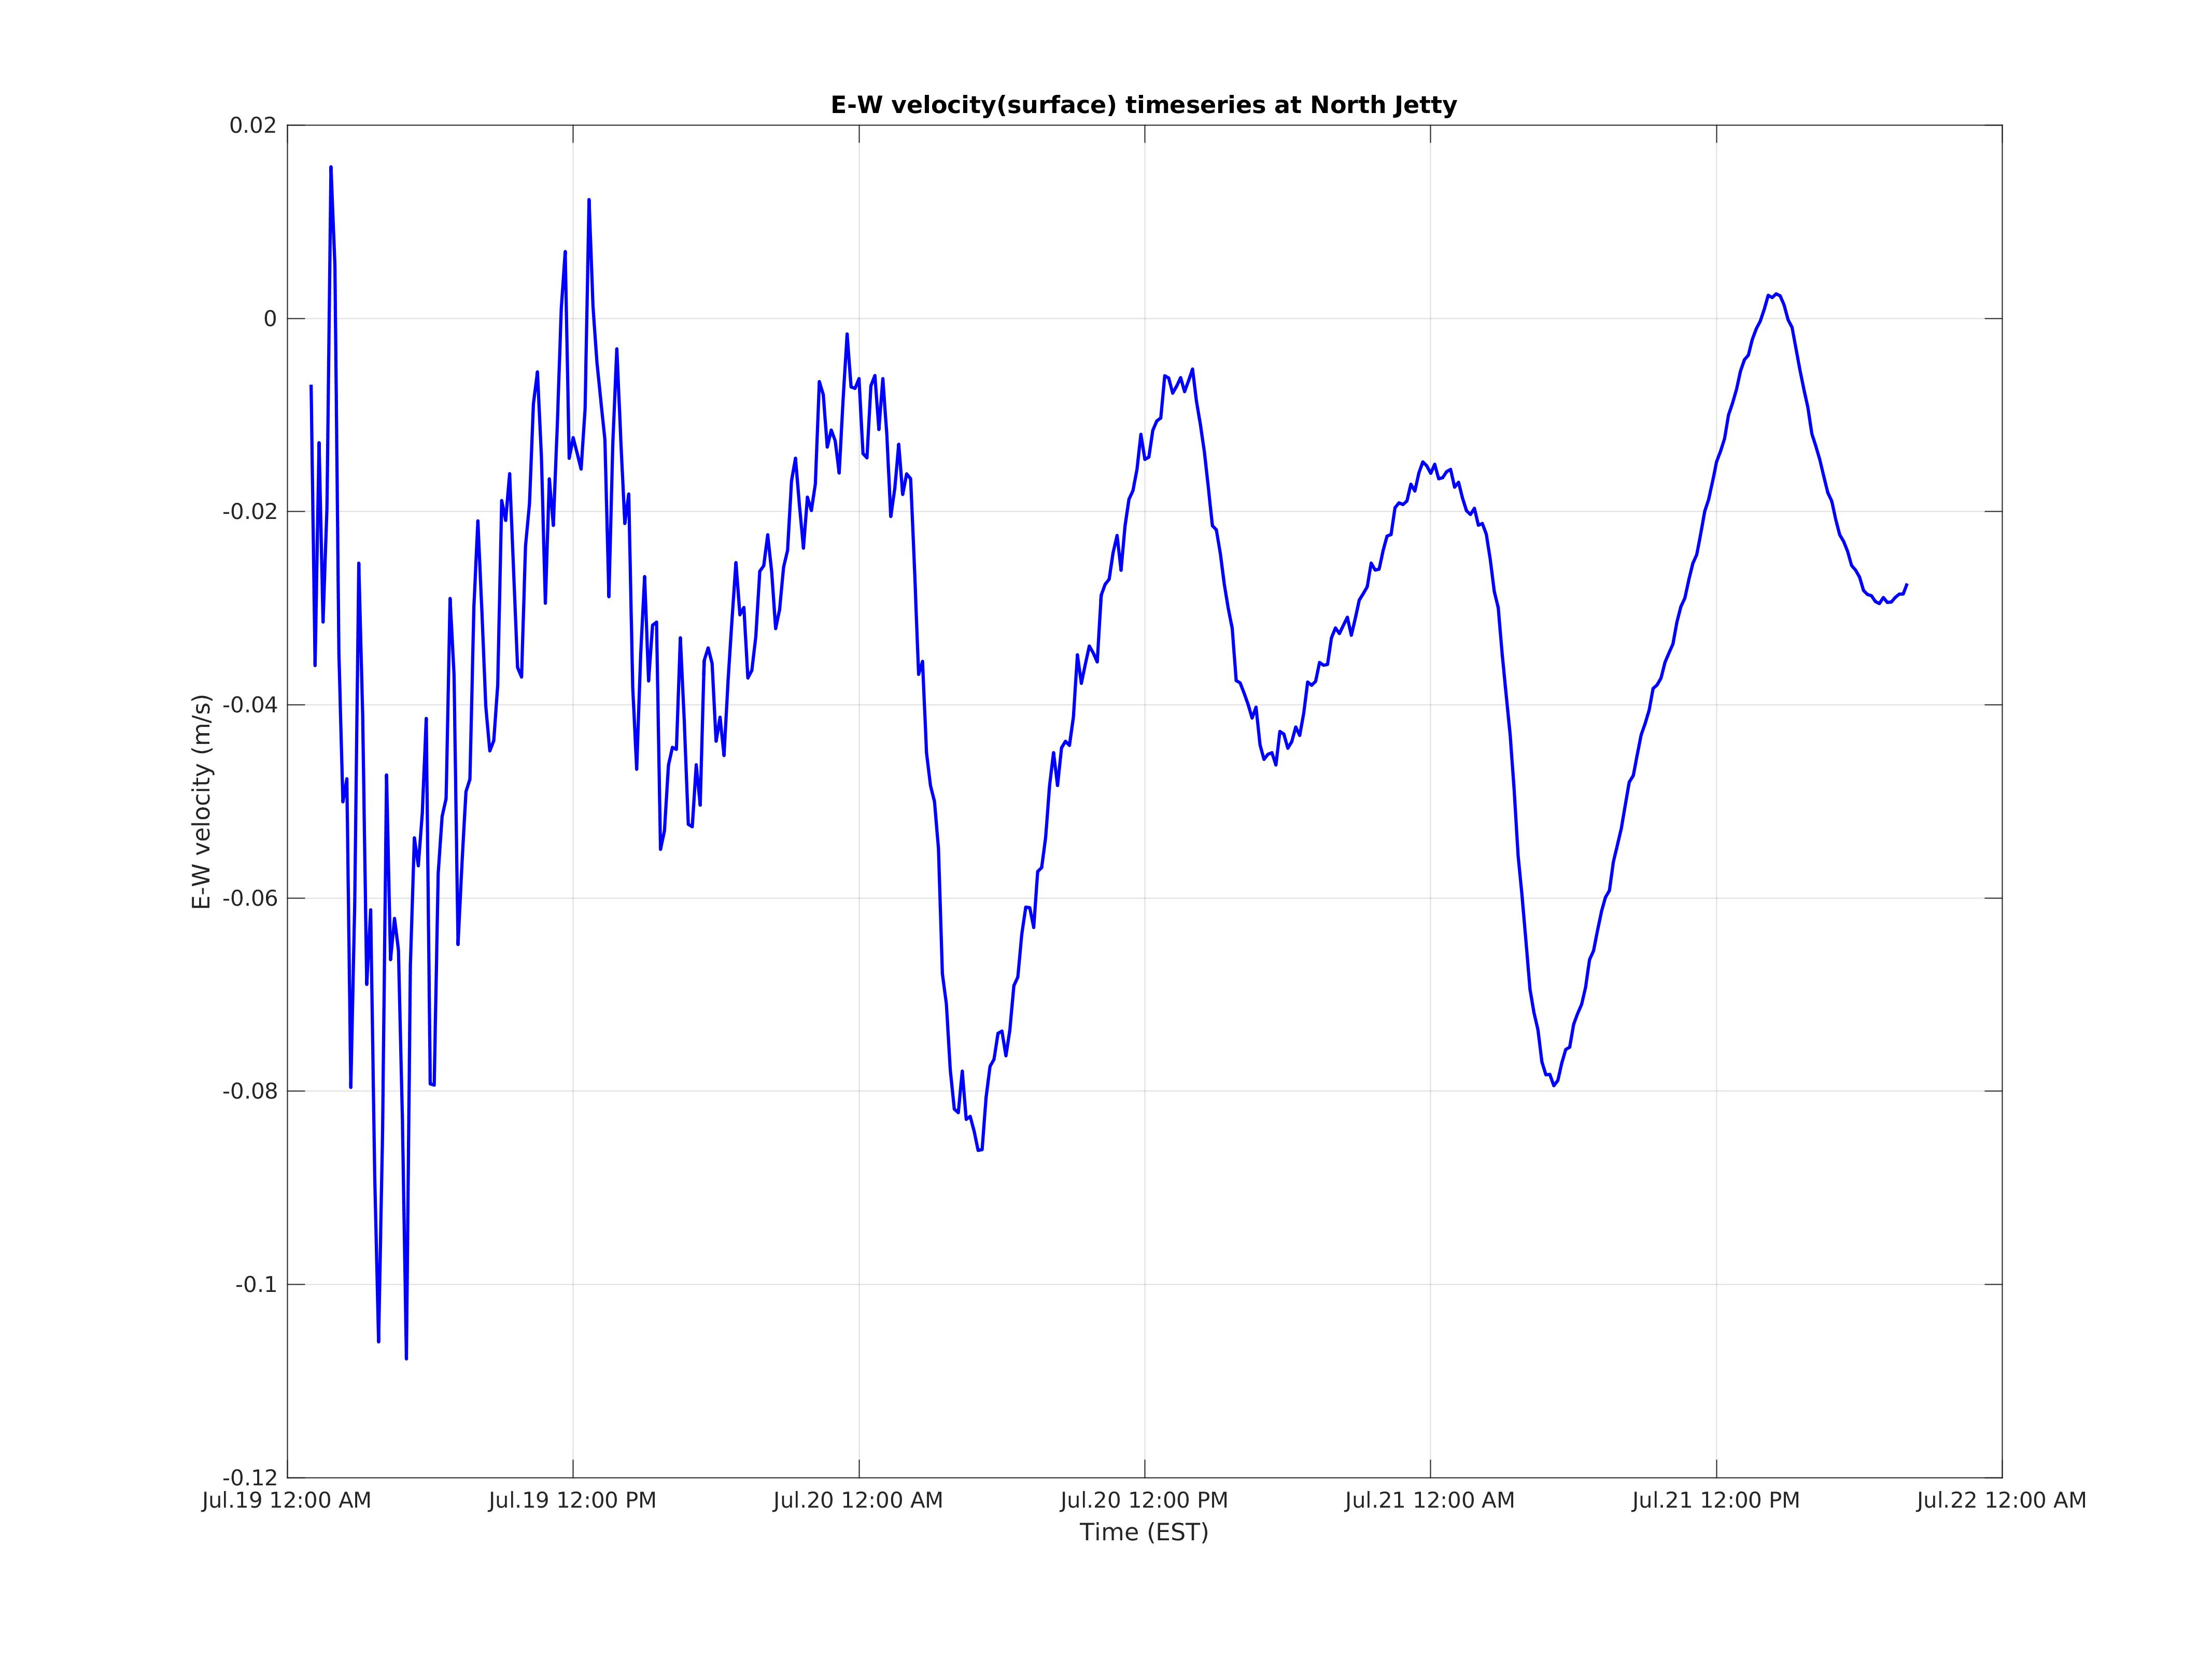 E-W velocity(surface) timeseries at North Jetty
0.02
0
-0.02
-0.04
-0.06
-0.08
-0.1
-0.12
E-W velocity (m/s)
Jul.19 12:00 AM Jul.19 12:00 PM Jul.20 12:00 AM Jul.20 12:00 PM Jul.21 12:00 AM Jul.21 12:00 PM Jul.22 12:00 AM
Time (EST)